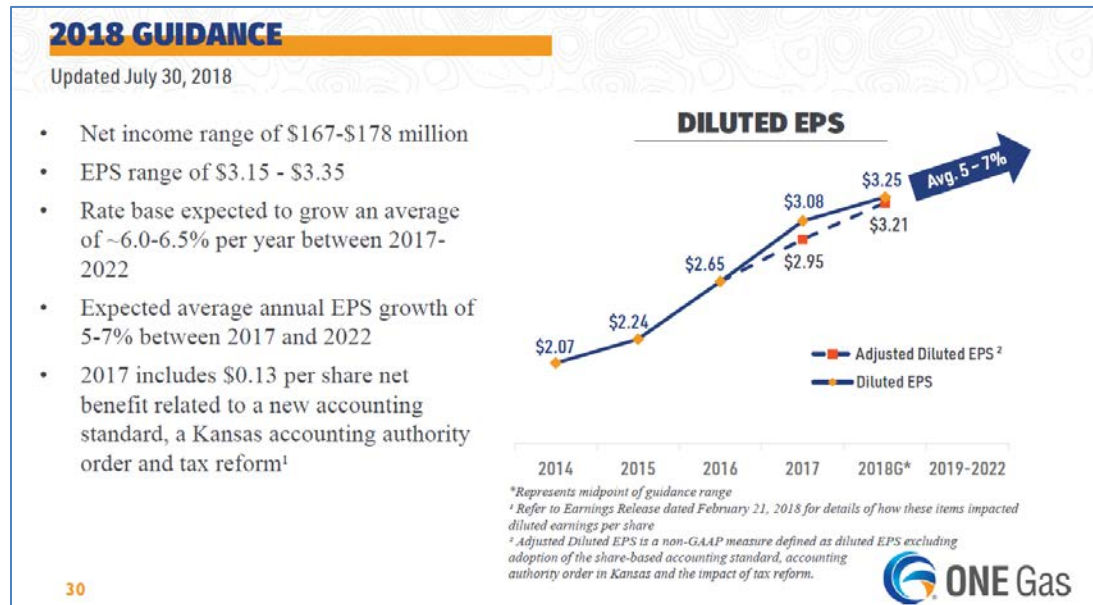 2018 GUIDANCE
Updated July 30, 2018
• Net income range of $167-$178 million
• EPS range of $3.15 - $3.35
• Rate base expected to grow an average
of ~6.0-6.5% per year between 2017-
2022
• Expected average annual EPS growth of
5-7% between 2017 and 2022
• 2017 includes $0.13 per share net
benefit related to a new accounting
standard, a Kansas accounting authority
order and tax reform¹
DILUTED EPS
$2.07
$2.24
$2.65
$3.08
$2.95
$3.25
$3.21
Avg. 5 – 7%
Adjusted Diluted EPS ²
Diluted EPS
2014 2015 2016 2017 2018G* 2019-2022
*Represents midpoint of guidance range
¹ Refer to Earnings Release dated February 21, 2018 for details of how these items impacted
diluted earnings per share
² Adjusted Diluted EPS is a non-GAAP measure defined as diluted EPS excluding
adoption of the share-based accounting standard, accounting
authority order in Kansas and the impact of tax reform.
30
ONE Gas